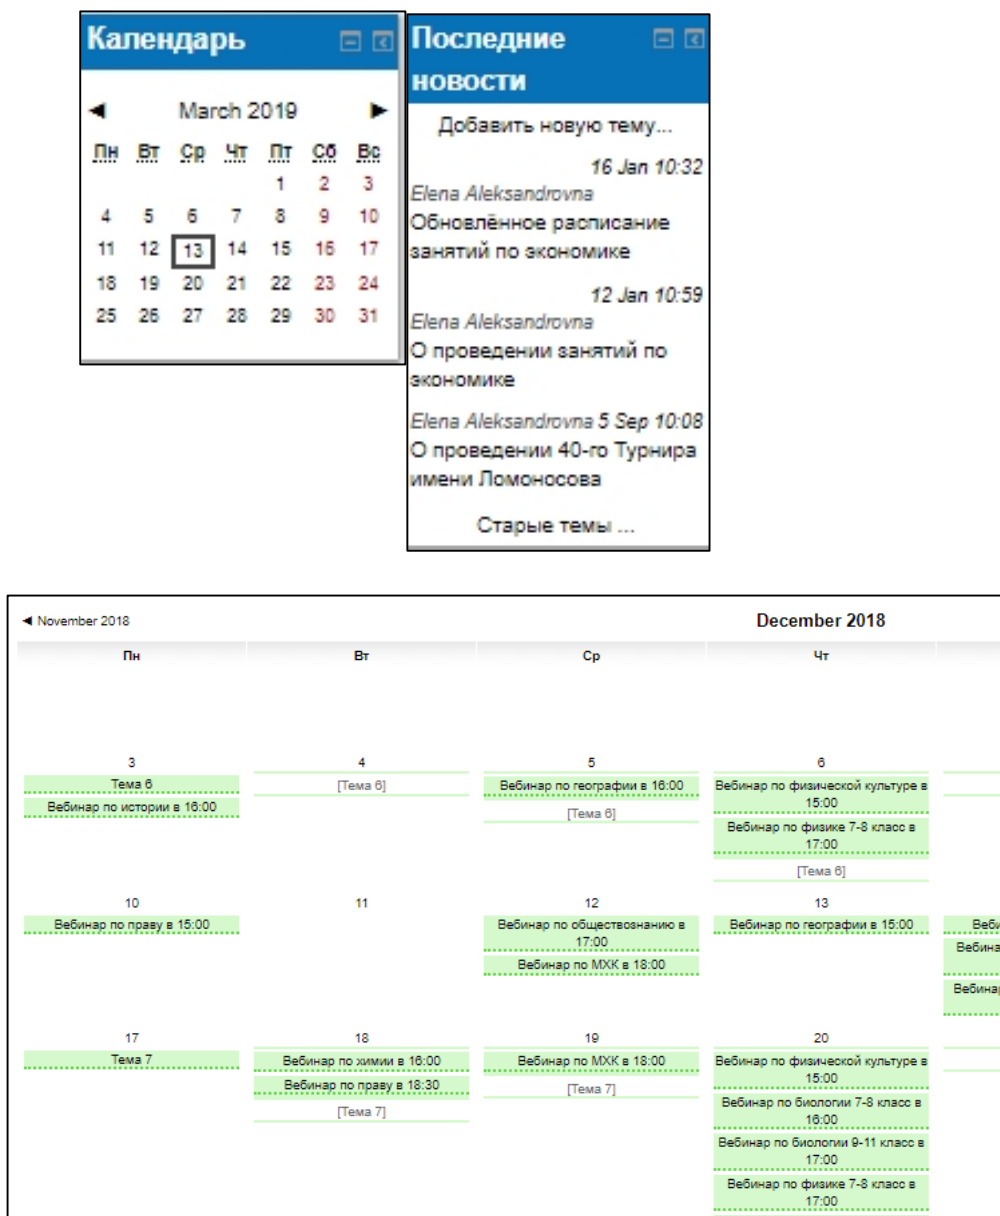 Календарь
March 2019
Пн Вт Ср Чт Пт Сб Вс
1 2 3
4 5 6 7 8 9 10
11 12 13 14 15 16 17
18 19 20 21 22 23 24
25 26 27 28 29 30 31
Последние
новости
Добавить новую тему...
16 Jan 10:32
Elena Aleksandrovna
Обновлённое расписание
занятий по экономике
12 Jan 10:59
Elena Aleksandrovna
О проведении занятий по
экономике
Elena Aleksandrovna 5 Sep 10:08
О проведении 40-го Турнира
имени Ломоносова
Старые темы ...
◄ November 2018
December 2018
Пн Вт Ср Чт
3
Тема 6
Вебинар по истории в 16:00
4
[Тема 6]
5
Вебинар по географии в 16:00
[Тема 6]
6
Вебинар по физической культуре в
15:00
Вебинар по физике 7-8 класс в
17:00
[Тема 6]
10
Вебинар по праву в 15:00
11
12
Вебинар по обществознанию в
17:00
Вебинар по МХК в 18:00
13
Вебинар по географии в 15:00
Веби
Вебина
Вебинар
17
Тема 7
18
Вебинар по химии в 16:00
Вебинар по праву в 18:30
[Тема 7]
19
Вебинар по МХК в 18:00
[Тема 7]
20
Вебинар по физической культуре в
15:00
Вебинар по биологии 7-8 класс в
16:00
Вебинар по биологии 9-11 класс в
17:00
Вебинар по физике 7-8 класс в
17:00